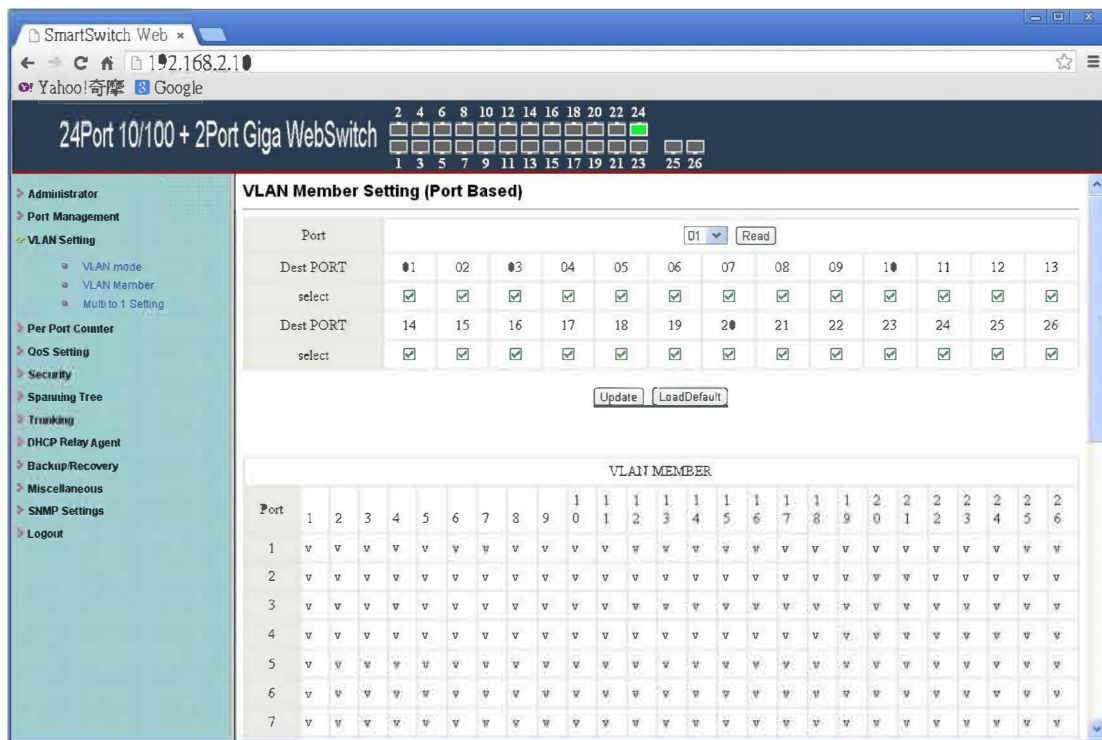 SmartSwitch Web ×
192.168.2.10
Yahoo!奇摩 Google
24Port 10/100 + 2Port Giga WebSwitch
2 4 6 8 10 12 14 16 18 20 22 24
1 3 5 7 9 11 13 15 17 19 21 23 25 26
Administrator
Port Management
VLAN Setting
VLAN mode
VLAN Member
Multi to 1 Setting
Per Port Counter
QoS Setting
Security
Spanning Tree
Trunking
DHCP Relay Agent
Backup/Recovery
Miscellaneous
SNMP Settings
Logout
VLAN Member Setting (Port Based)
Port 01 Read
Dest PORT 01 02 03 04 05 06 07 08 09 10 11 12 13
select
Dest PORT 14 15 16 17 18 19 20 21 22 23 24 25 26
select
Update LoadDefault
VLAN MEMBER
Port 1 2 3 4 5 6 7 8 9 10 11 12 13 14 15 16 17 18 19 20 21 22 23 24 25 26
1 v v v v v v v v v v v v v v v v v v v v v v v v v v
2 v v v v v v v v v v v v v v v v v v v v v v v v v v
3 v v v v v v v v v v v v v v v v v v v v v v v v v v
4 v v v v v v v v v v v v v v v v v v v v v v v v v v
5 v v v v v v v v v v v v v v v v v v v v v v v v v v
6 v v v v v v v v v v v v v v v v v v v v v v v v v v
7 v v v v v v v v v v v v v v v v v v v v v v v v v v